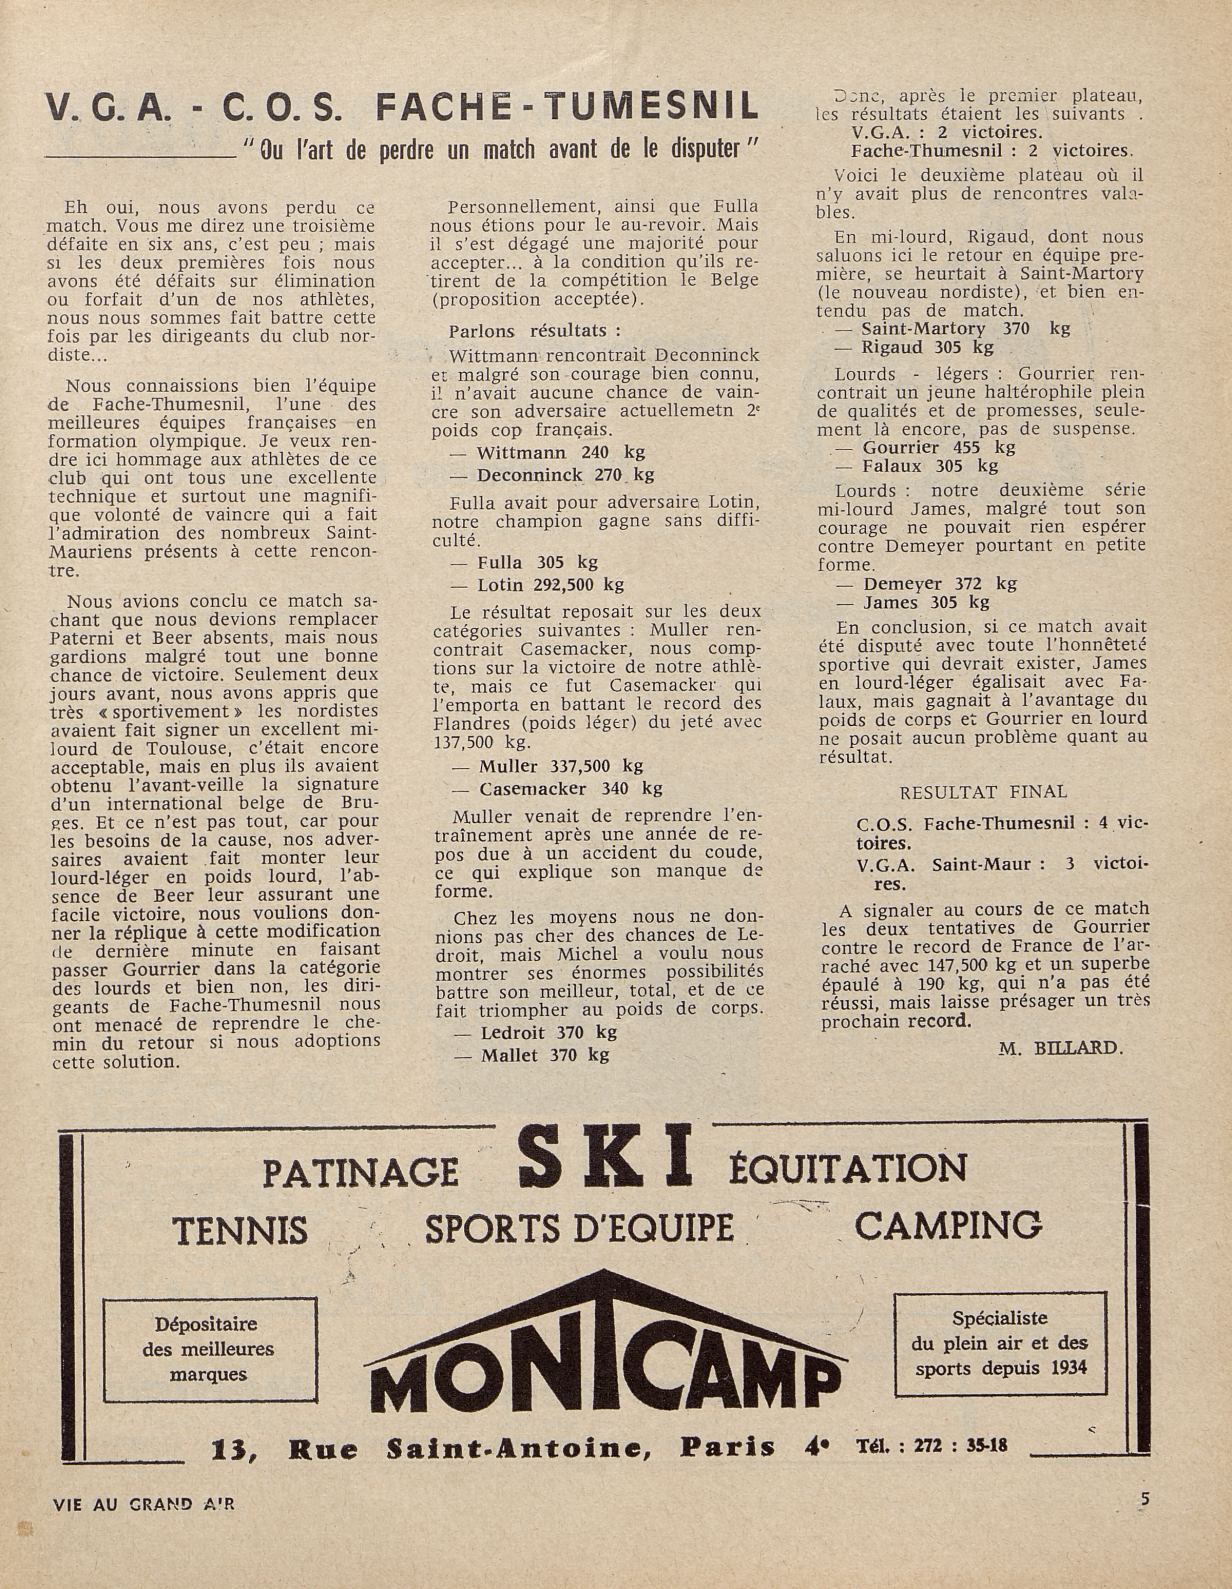 V. G. A. - C. O. S. FACHE-TUMESNIL
"Ou l'art de perdre un match avant de le disputer"
Eh oui, nous avons perdu ce
match. Vous me direz une troisième
défaite en six ans, c'est peu ; mais
si les deux premières fois nous
avons été défaits sur élimination
ou forfait d'un de nos athlètes,
nous nous sommes fait battre cette
fois par les dirigeants du club nor-
diste...
Nous connaissions bien l'équipe
de Fache-Thumesnil, l'une des
meilleures équipes françaises en
formation olympique. Je veux ren-
dre ici hommage aux athlètes de ce
club qui ont tous une excellente
technique et surtout une magnifi-
que volonté de vaincre qui a fait
l'admiration des nombreux Saint-
Mauriens présents à cette rencon-
tre.
Nous avions conclu ce match sa-
chant que nous devions remplacer
Paterni et Beer absents, mais nous
gardions malgré tout une bonne
chance de victoire. Seulement deux
jours avant, nous avons appris que
très « sportivement » les nordistes
avaient fait signer un excellent mi-
lourd de Toulouse, c'était encore
acceptable, mais en plus ils avaient
obtenu l'avant-veille la signature
d'un international belge de Bru-
ges. Et ce n'est pas tout, car pour
les besoins de la cause, nos adver-
saires avaient fait monter leur
lourd-léger en poids lourd, l'ab-
sence de Beer leur assurant une
facile victoire, nous voulions don-
ner la réplique à cette modification
de dernière minute en faisant
passer Gourrier dans la catégorie
des lourds et bien non, les diri-
geants de Fache-Thumesnil nous
ont menacé de reprendre le che-
min du retour si nous adoptions
cette solution.
Personnellement, ainsi que Fulla
nous étions pour le au-revoir. Mais
il s'est dégagé une majorité pour
accepter... à la condition qu'ils re-
tirent de la compétition le Belge
(proposition acceptée).
Parlons résultats :
Wittmann rencontrait Deconninck
et malgré son courage bien connu,
il n'avait aucune chance de vain-
cre son adversaire actuellemetn 2e
poids cop français.
— Wittmann 240 kg
— Deconninck 270 kg
Fulla avait pour adversaire Lotin,
notre champion gagne sans diffi-
culté.
— Fulla 305 kg
— Lotin 292,500 kg
Le résultat reposait sur les deux
catégories suivantes : Muller ren-
contrait Casemacker, nous comp-
tions sur la victoire de notre athlè-
te, mais ce fut Casemacker qui
l'emporta en battant le record des
Flandres (poids léger) du jeté avec
137,500 kg.
— Muller 337,500 kg
— Casemacker 340 kg
Muller venait de reprendre l'en-
traînement après une année de re-
pos due à un accident du coude,
ce qui explique son manque de
forme.
Chez les moyens nous ne don-
nions pas cher des chances de Le-
droit, mais Michel a voulu nous
montrer ses énormes possibilités
battre son meilleur, total, et de ce
fait triompher au poids de corps.
— Ledroit 370 kg
— Mallet 370 kg
Donc, après le premier plateau,
les résultats étaient les suivants .
V.G.A. : 2 victoires.
Fache-Thumesnil : 2 victoires.
Voici le deuxième plateau où il
n'y avait plus de rencontres vala-
bles.
En mi-lourd, Rigaud, dont nous
saluons ici le retour en équipe pre-
mière, se heurtait à Saint-Martory
(le nouveau nordiste), et bien en-
tendu pas de match.
— Saint-Martory 370 kg
— Rigaud 305 kg
Lourds - légers : Gourrier ren-
contrait un jeune haltérophile plein
de qualités et de promesses, seule-
ment là encore, pas de suspense.
— Gourrier 455 kg
— Falaux 305 kg
Lourds : notre deuxième série
mi-lourd James, malgré tout son
courage ne pouvait rien espérer
contre Demeyer pourtant en petite
forme.
— Demeyer 372 kg
— James 305 kg
En conclusion, si ce match avait
été disputé avec toute l'honnêteté
sportive qui devrait exister, James
en lourd-léger égalisait avec Fa-
laux, mais gagnait à l'avantage du
poids de corps et Gourrier en lourd
ne posait aucun problème quant au
résultat.
RESULTAT FINAL
C.O.S. Fache-Thumesnil : 4 vic-
toires.
V.G.A. Saint-Maur : 3 victoi-
res.
A signaler au cours de ce match
les deux tentatives de Gourrier
contre le record de France de l'ar-
raché avec 147,500 kg et un superbe
épaulé à 190 kg, qui n'a pas été
réussi, mais laisse présager un très
prochain record.
M. BILLARD.
PATINAGE SKI ÉQUITATION
TENNIS SPORTS D'EQUIPE CAMPING
Dépositaire
des meilleures
marques
MONTCAMP
Spécialiste
du plein air et des
sports depuis 1934
13, Rue Saint-Antoine, Paris 4e Tél. : 272 : 35-18
VIE AU GRAND AIR
5